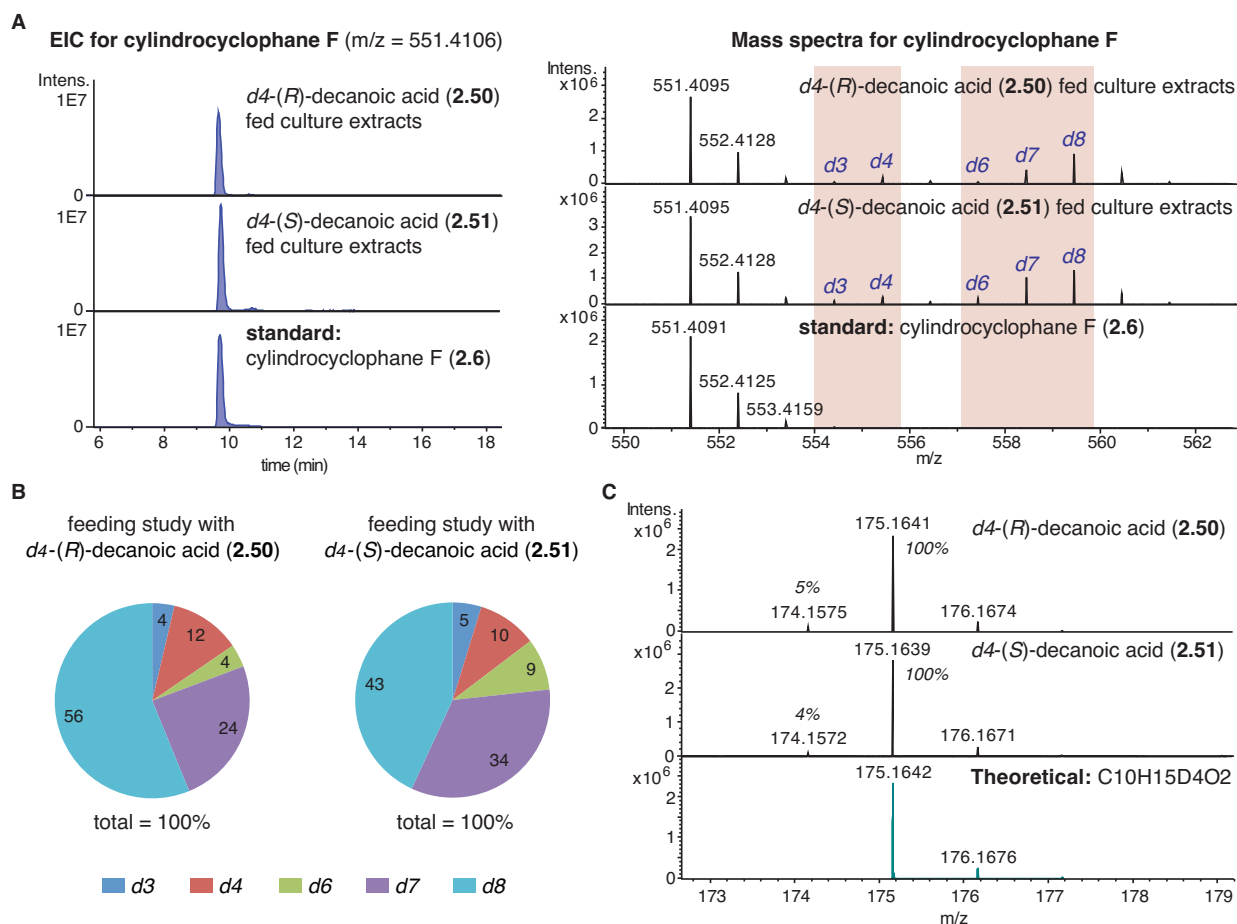 A
EIC for cylindrocyclophane F (m/z = 551.4106)
Intens.
1E7
0
d4-(R)-decanoic acid (2.50)
fed culture extracts
1E7
0
d4-(S)-decanoic acid (2.51)
fed culture extracts
1E7
0
standard:
cylindrocyclophane F (2.6)
6 8 10 12 14 16 18
time (min)
Mass spectra for cylindrocyclophane F
Intens.
x10⁶
2
1
0
551.4095
552.4128
d4-(R)-decanoic acid (2.50) fed culture extracts
d3 d4 d6 d7 d8
x10⁶
3
2
1
0
551.4095
552.4128
d4-(S)-decanoic acid (2.51) fed culture extracts
d3 d4 d6 d7 d8
x10⁶
2
1
0
551.4091
552.4125
553.4159
standard: cylindrocyclophane F (2.6)
550 552 554 556 558 560 562
m/z
B
feeding study with
d4-(R)-decanoic acid (2.50)
4
12
4
24
56
total = 100%
feeding study with
d4-(S)-decanoic acid (2.51)
5
10
9
34
43
total = 100%
d3 d4 d6 d7 d8
C
Intens.
x10⁶
2
1
0
5%
174.1575
175.1641
100%
176.1674
d4-(R)-decanoic acid (2.50)
x10⁶
2
1
0
4%
174.1572
175.1639
100%
176.1671
d4-(S)-decanoic acid (2.51)
x10⁶
2
1
0
175.1642
176.1676
Theoretical: C10H15D4O2
173 174 175 176 177 178 179
m/z